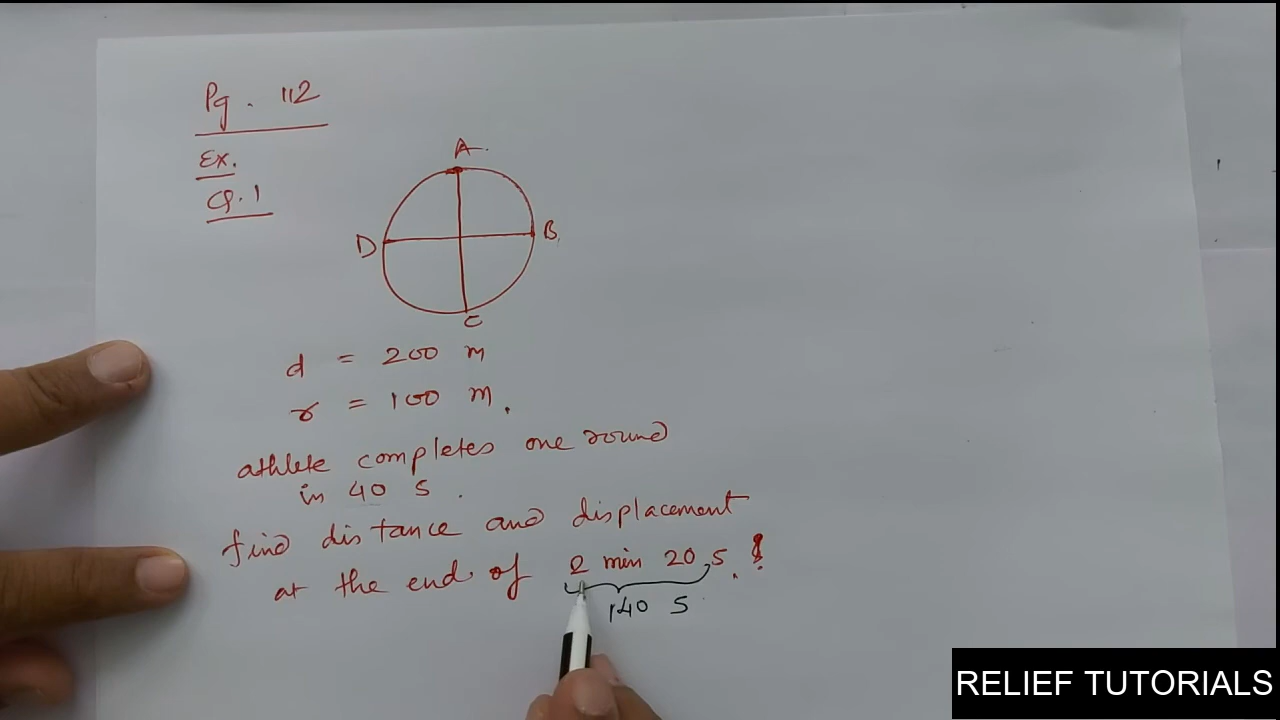 Pg. 112
Ex.
Q.1
A.
D
B.
C
d = 200 m
r = 100 m.
athlete completes one round
in 40 s.
find distance and displacement
at the end of 2 min 20 s.
140 s
RELIEF TUTORIALS